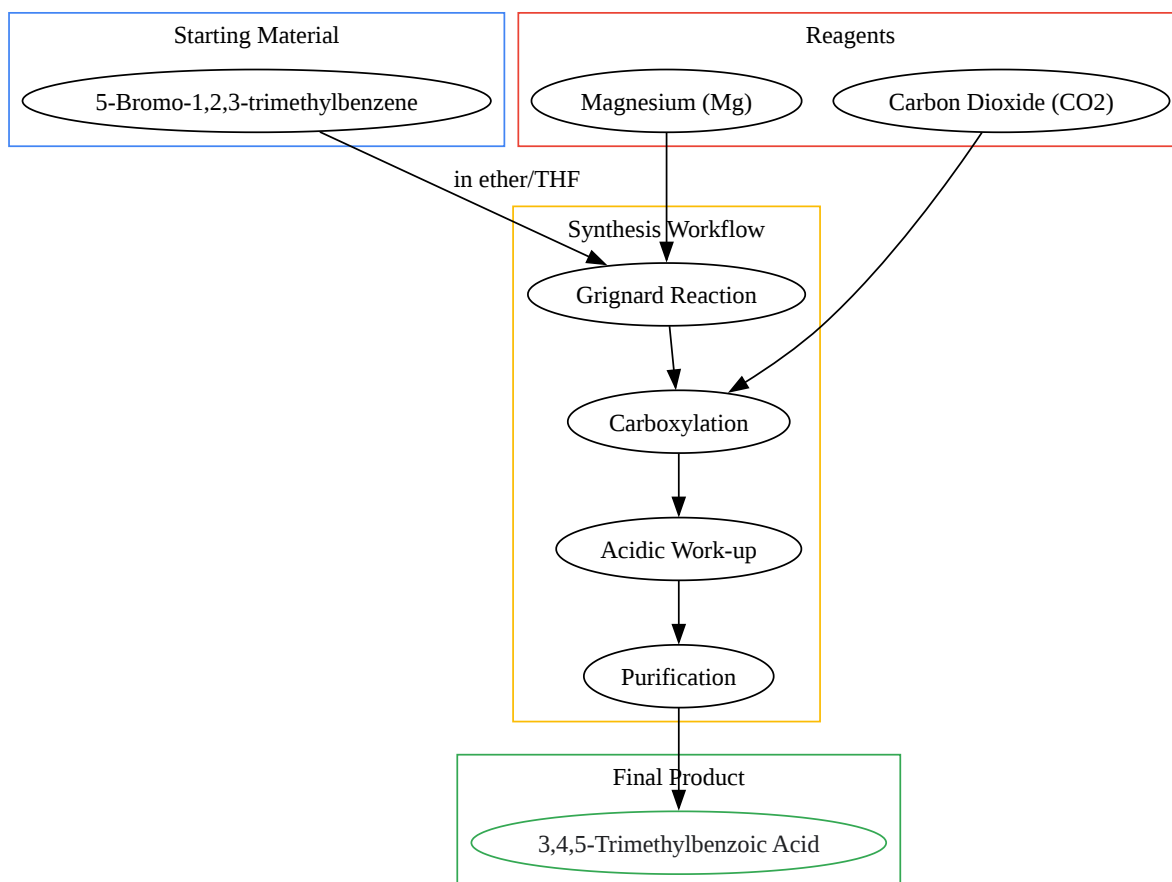 Starting Material
Reagents
5-Bromo-1,2,3-trimethylbenzene
Magnesium (Mg)
Carbon Dioxide (CO2)
in ether/THF
Synthesis Workflow
Grignard Reaction
Carboxylation
Acidic Work-up
Purification
Final Product
3,4,5-Trimethylbenzoic Acid